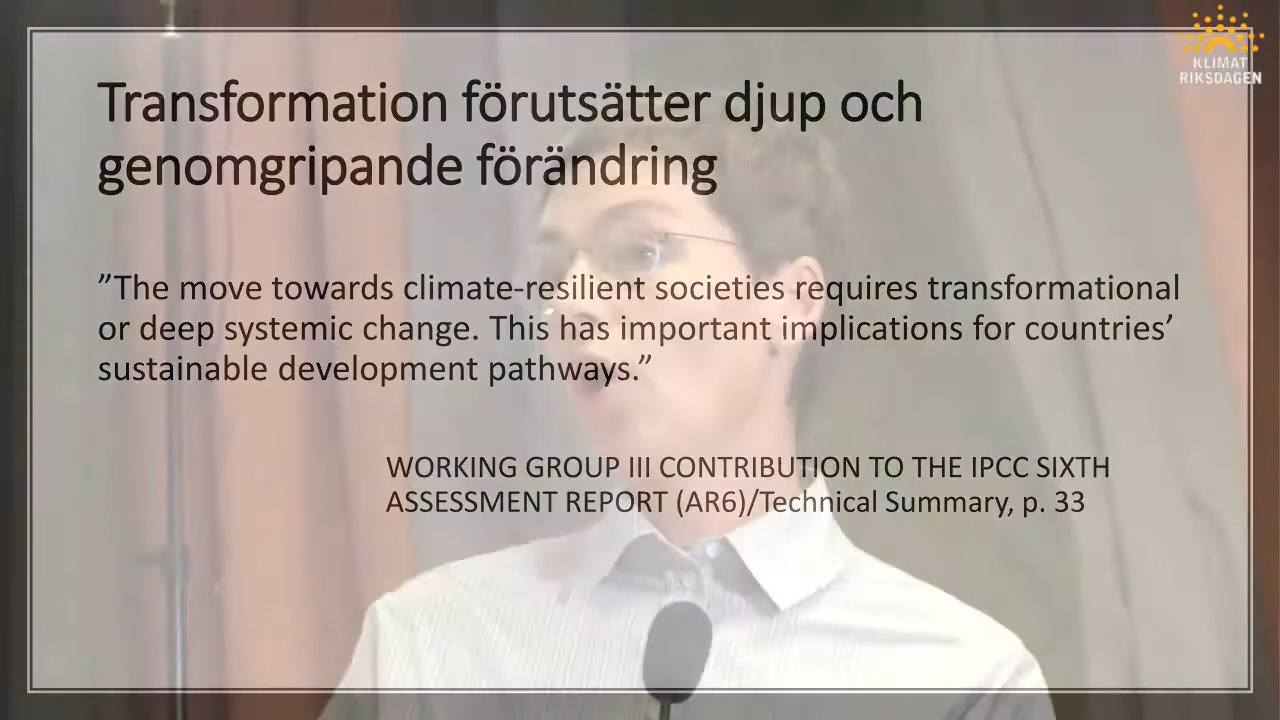 KLIMAT
RIKSDAGEN
Transformation förutsätter djup och
genomgripande förändring
”The move towards climate-resilient societies requires transformational
or deep systemic change. This has important implications for countries’
sustainable development pathways.”
WORKING GROUP III CONTRIBUTION TO THE IPCC SIXTH
ASSESSMENT REPORT (AR6)/Technical Summary, p. 33